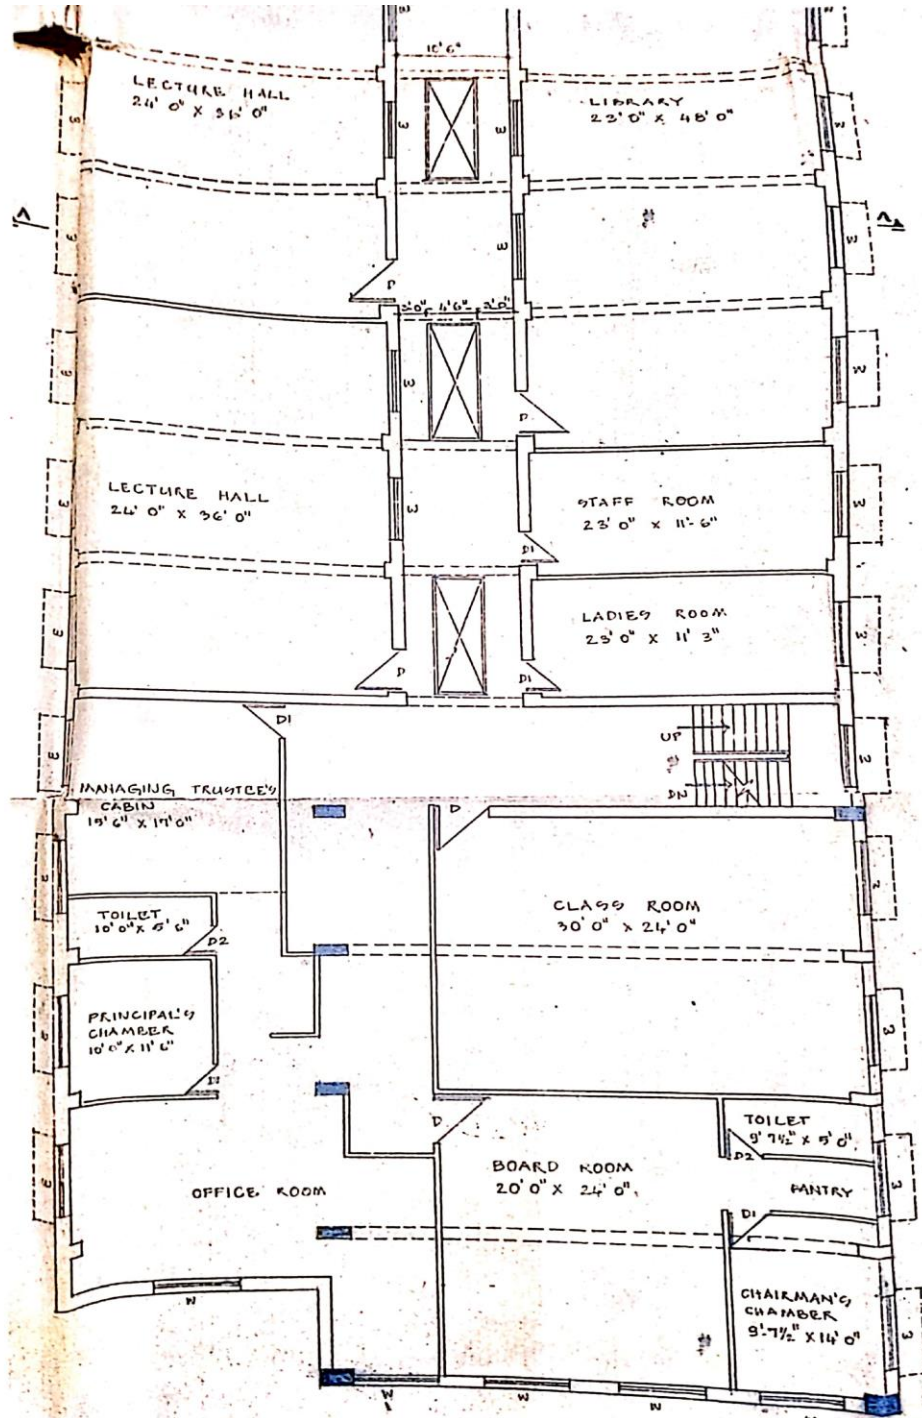 10'6"
LECTURE HALL
24' 0" X 36' 0"
LIBRARY
23' 0" X 48' 0"
W
W
W
W
W
W
W
W
D
3'0" 4'6" 3'0"
W
W
W
D
LECTURE HALL
24' 0" X 36' 0"
STAFF ROOM
23' 0" X 11'-6"
W
W
W
D1
LADIES ROOM
23' 0" X 11' 3"
W
W
D
D1
D1
UP
W
W
MANAGING TRUSTEE'S
CABIN
15' 6" X 17' 0"
DN
D
W
W
CLASS ROOM
30' 0" X 24' 0"
TOILET
10' 0" X 5' 6"
D2
PRINCIPAL'S
CHAMBER
10' 0" X 11' 6"
W
W
D1
D
TOILET
9' 7½" X 5' 0"
D2
BOARD ROOM
20' 0" X 24' 0"
PANTRY
W
W
OFFICE ROOM
D1
CHAIRMAN'S
CHAMBER
9'-7½" X 14' 0"
W
W
W
W
W
W